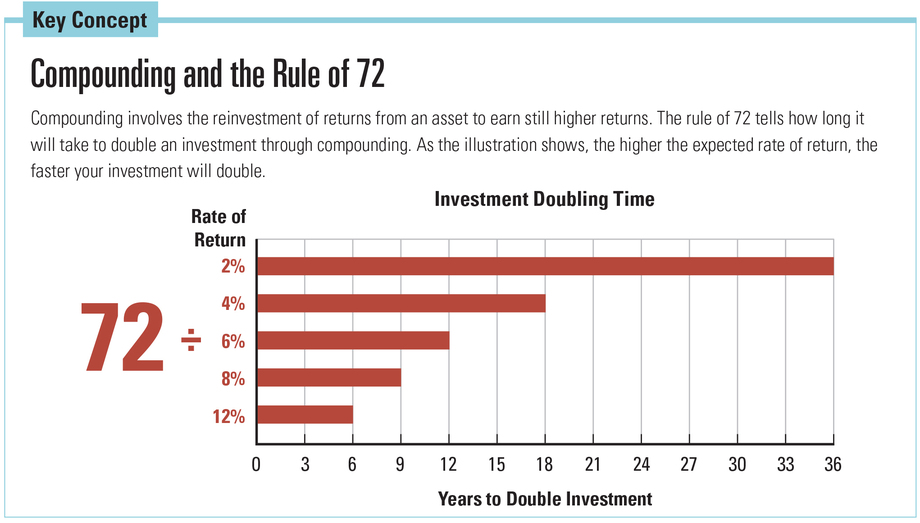 Key Concept
Compounding and the Rule of 72
Compounding involves the reinvestment of returns from an asset to earn still higher returns. The rule of 72 tells how long it
will take to double an investment through compounding. As the illustration shows, the higher the expected rate of return, the
faster your investment will double.
Investment Doubling Time
Rate of
Return
2%
4%
72 ÷ 6%
8%
12%
0 3 6 9 12 15 18 21 24 27 30 33 36
Years to Double Investment